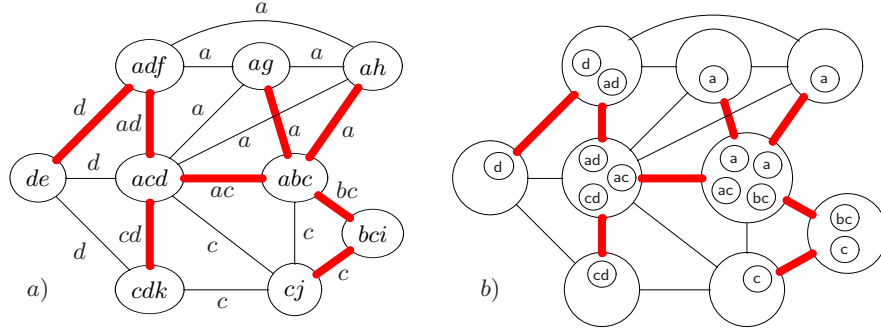 a
adf a ag a ah
d ad a a a a
de d acd ac abc bc
d cd c c bci
c
a) cdk c cj
d ad a a
d ad ac cd a a ac bc
bc c
b) cd c